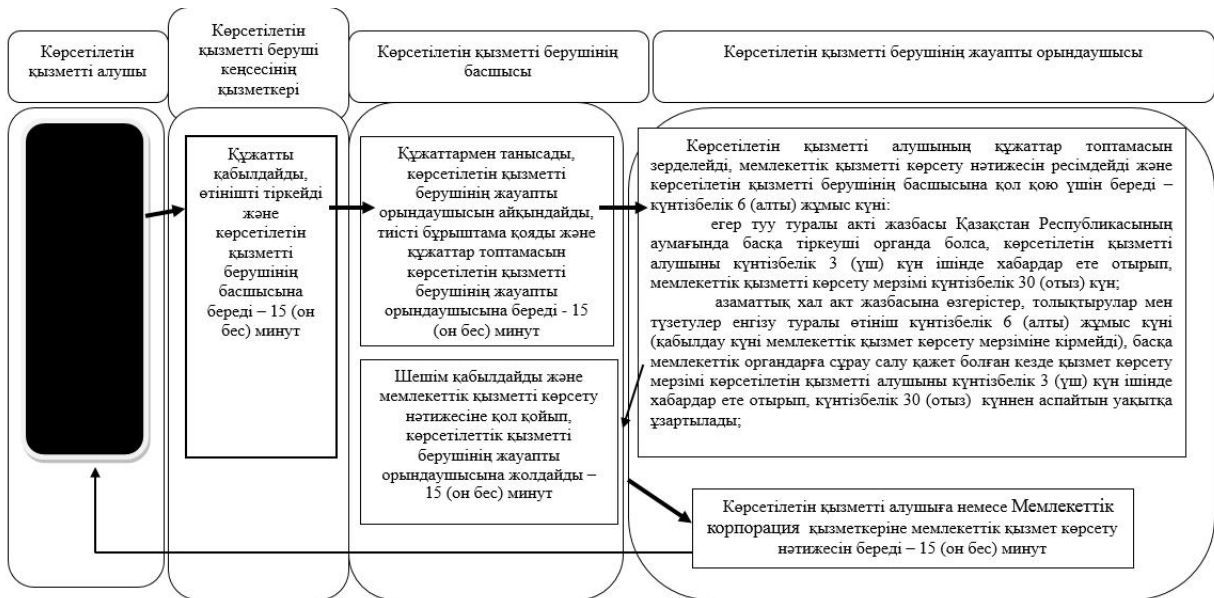 Көрсетілетін
қызметті алушы
Көрсетілетін
қызметті беруші
кеңсесінің
қызметкері
Көрсетілетін қызметті берушінің
басшысы
Көрсетілетін қызметті берушінің жауапты орындаушысы
Құжатты
қабылдайды,
өтінішті тіркейді
және
көрсетілетін
қызметті
берушінің
басшысына
береді – 15 (он
бес) минут
Құжаттармен танысады,
көрсетілетін қызметті
берушінің жауапты
орындаушысын айқындайды,
тиісті бұрыштама қояды және
құжаттар топтамасын
көрсетілетін қызметті
берушінің жауапты
орындаушысына береді - 15
(он бес) минут
Шешім қабылдайды және
мемлекеттік қызметті көрсету
нәтижесіне қол қойып,
көрсетілеттік қызметті
берушінің жауапты
орындаушысына жолдайды –
15 (он бес) минут
Көрсетілетін қызметті алушының құжаттар топтамасын
зерделейді, мемлекеттік қызметті көрсету нәтижесін ресімдейді және
көрсетілетін қызметті берушінің басшысына қол қою үшін береді –
күнтізбелік 6 (алты) жұмыс күні:
егер туу туралы акті жазбасы Қазақстан Республикасының
аумағында басқа тіркеуші органда болса, көрсетілетін қызметті
алушыны күнтізбелік 3 (үш) күн ішінде хабардар ете отырып,
мемлекеттік қызметті көрсету мерзімі күнтізбелік 30 (отыз) күн;
азаматтық хал акт жазбасына өзгерістер, толықтырулар мен
түзетулер енгізу туралы өтініш күнтізбелік 6 (алты) жұмыс күні
(қабылдау күні мемлекеттік қызмет көрсету мерзіміне кірмейді), басқа
мемлекеттік органдарға сұрау салу қажет болған кезде қызмет көрсету
мерзімі көрсетілетін қызметті алушыны күнтізбелік 3 (үш) күн ішінде
хабардар ете отырып, күнтізбелік 30 (отыз) күннен аспайтын уақытқа
ұзартылады;
Көрсетілетін қызметті алушыға немесе Мемлекеттік
корпорация қызметкеріне мемлекеттік қызмет көрсету
нәтижесін береді – 15 (он бес) минут